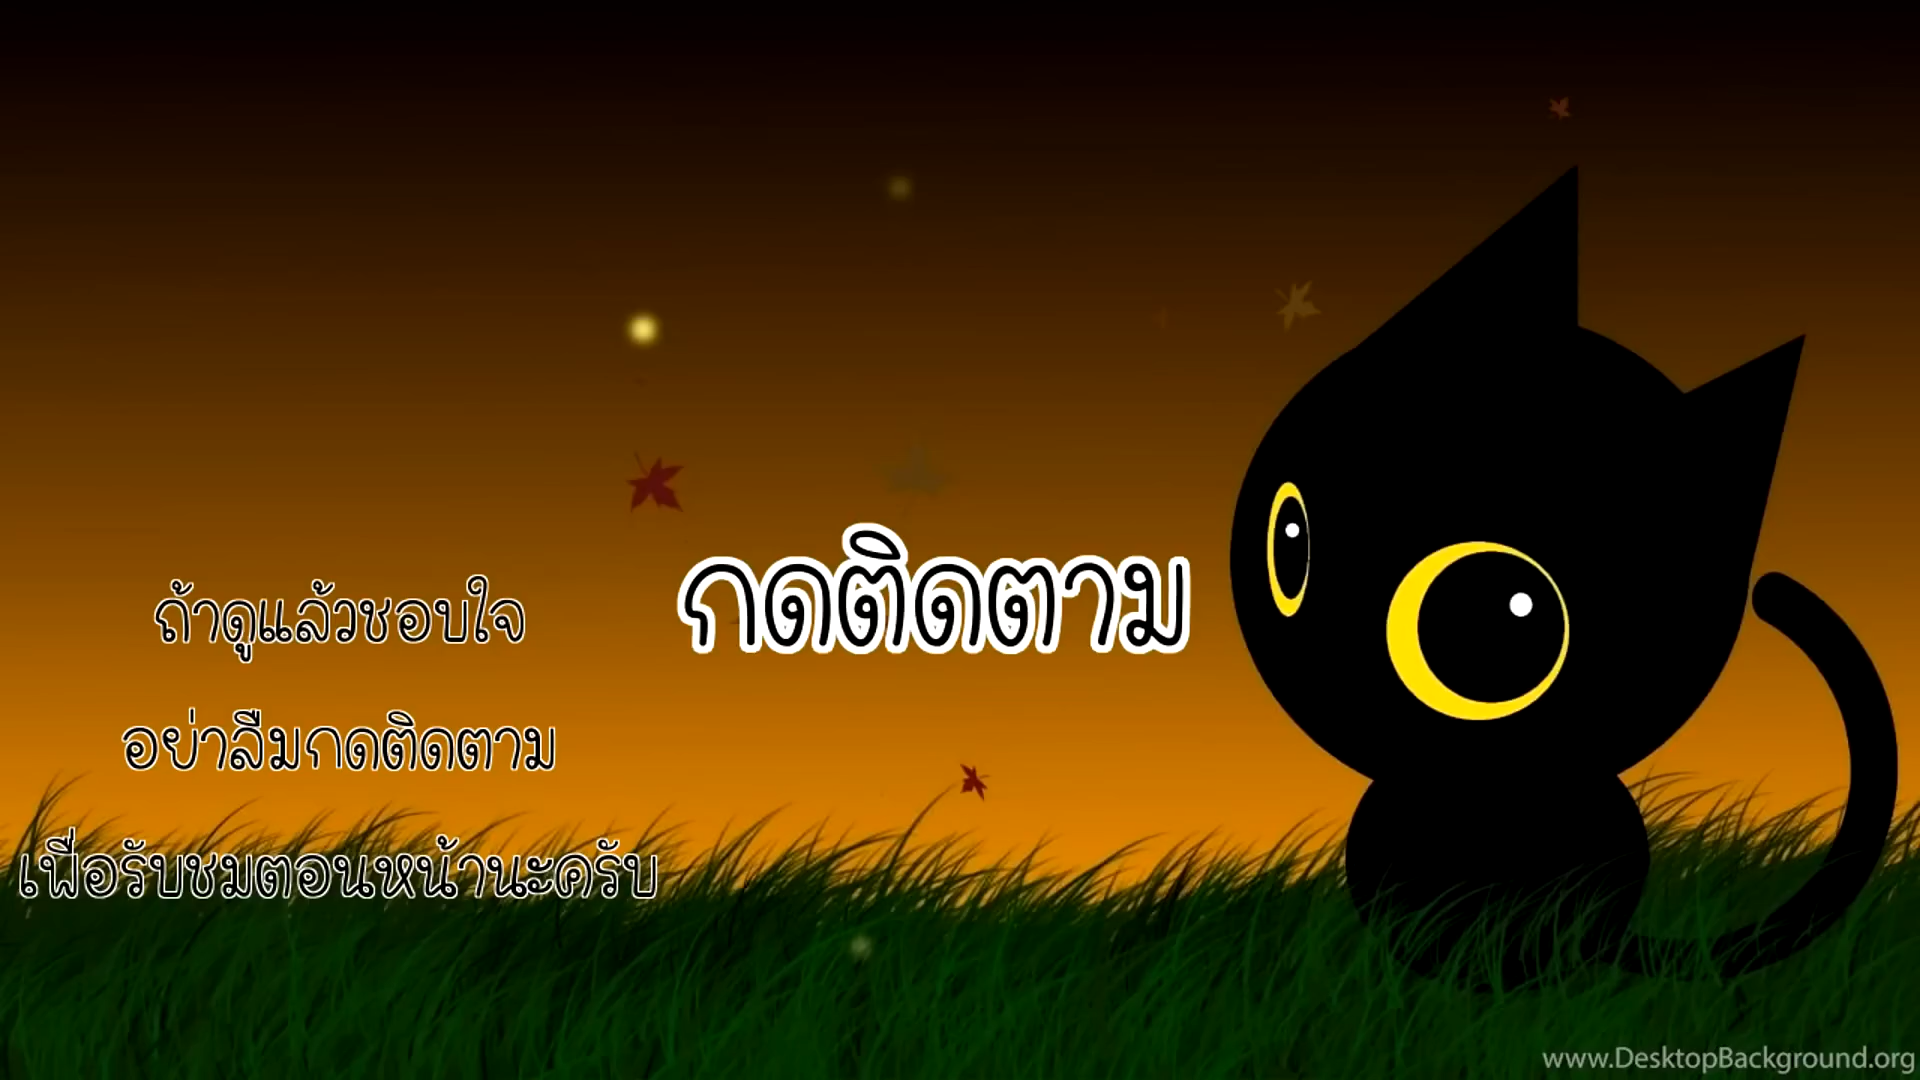 กดติดตาม
ถ้าดูแล้วชอบใจ
อย่าลืมกดติดตาม
เพื่อรับชมตอนหน้านะครับ
www.DesktopBackground.org